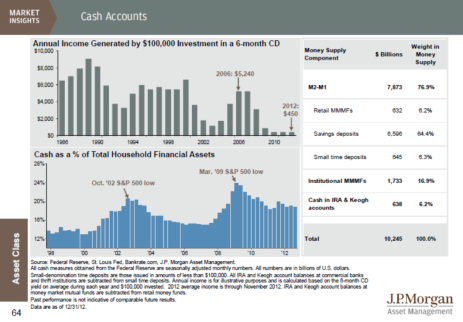 MARKET
INSIGHTS
Cash Accounts
Annual Income Generated by $100,000 Investment in a 6-month CD
$10,000
$8,000
$6,000
$4,000
$2,000
$0
2006: $5,240
2012:
$450
1986 1990 1994 1998 2002 2006 2010
Cash as a % of Total Household Financial Assets
28%
24%
20%
16%
12%
Oct. '02 S&P 500 low
Mar. '09 S&P 500 low
'98 '00 '02 '04 '06 '08 '10 '12
Money Supply Component $ Billions Weight in Money Supply
M2-M1 7,873 76.9%
Retail MMMFs 632 6.2%
Savings deposits 6,596 64.4%
Small time deposits 645 6.3%
Institutional MMMFs 1,733 16.9%
Cash in IRA & Keogh accounts 638 6.2%
Total 10,245 100.0%
Source: Federal Reserve, St. Louis Fed, Bankrate.com, J.P. Morgan Asset Management.
All cash measures obtained from the Federal Reserve are seasonally adjusted monthly numbers. All numbers are in billions of U.S. dollars.
Small-denomination time deposits are those issued in amounts of less than $100,000. All IRA and Keogh account balances at commercial banks
and thrift institutions are subtracted from small time deposits. Annual income is for illustrative purposes and is calculated based on the 6-month CD
yield on average during each year and $100,000 invested. 2012 average income is through November 2012. IRA and Keogh account balances at
money market mutual funds are subtracted from retail money funds.
Past performance is not indicative of comparable future results.
Data are as of 12/31/12.
Asset Class
64
J.P.Morgan
Asset Management